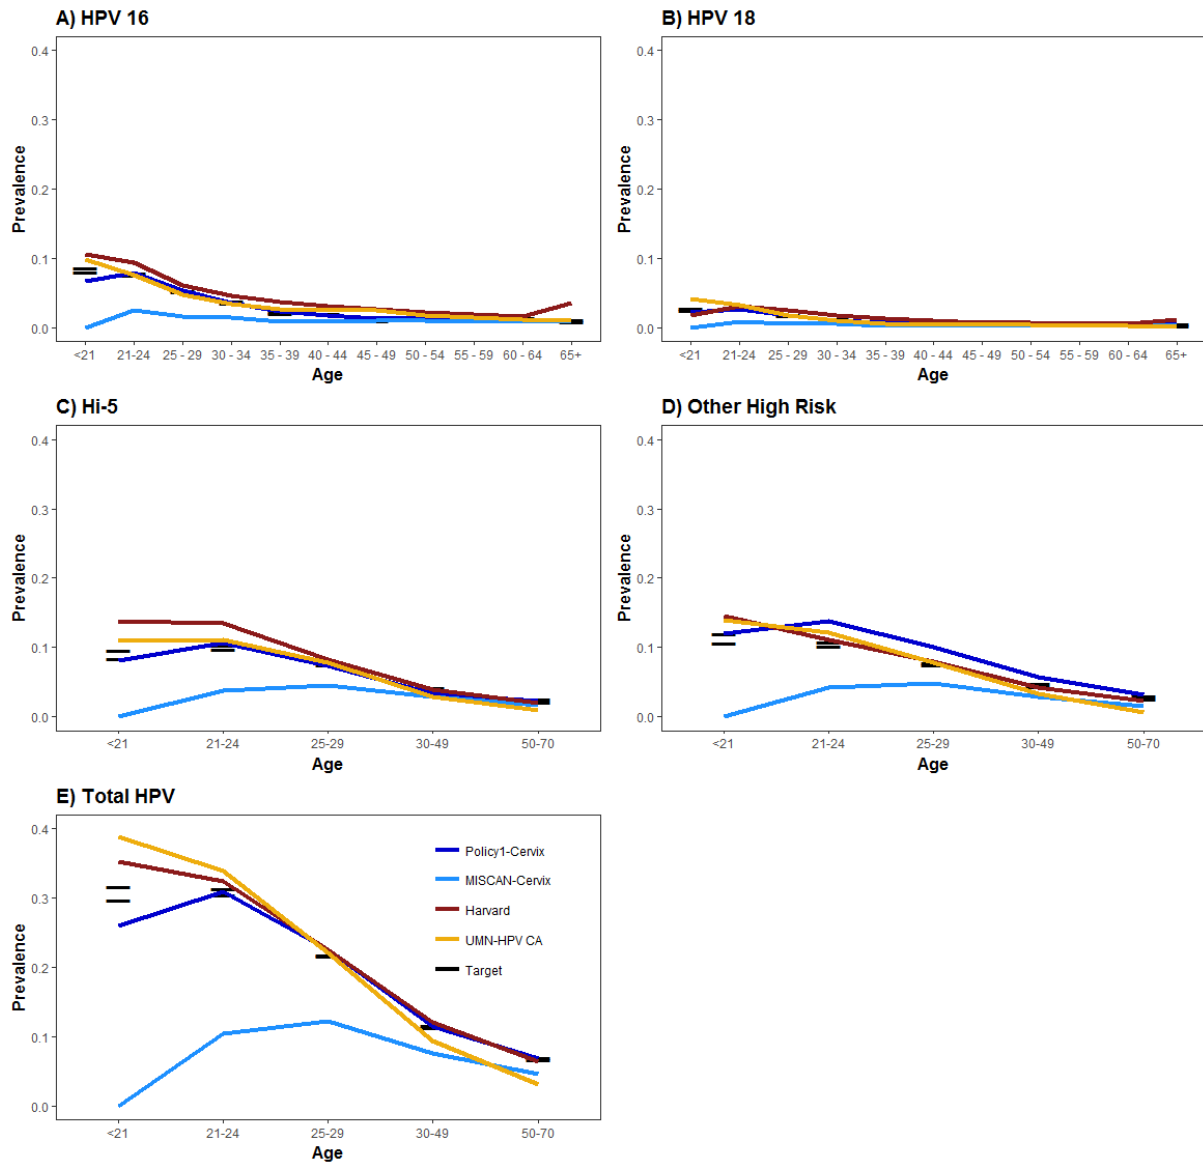 A) HPV 16
Prevalence
0.4
0.3
0.2
0.1
0.0
<21 21-24 25 - 29 30 - 34 35 - 39 40 - 44 45 - 49 50 - 54 55 - 59 60 - 64 65+
Age
B) HPV 18
Prevalence
0.4
0.3
0.2
0.1
0.0
<21 21-24 25 - 29 30 - 34 35 - 39 40 - 44 45 - 49 50 - 54 55 - 59 60 - 64 65+
Age
C) Hi-5
Prevalence
0.4
0.3
0.2
0.1
0.0
<21 21-24 25-29 30-49 50-70
Age
D) Other High Risk
Prevalence
0.4
0.3
0.2
0.1
0.0
<21 21-24 25-29 30-49 50-70
Age
E) Total HPV
Prevalence
0.4
0.3
0.2
0.1
0.0
Policy1-Cervix
MISCAN-Cervix
Harvard
UMN-HPV CA
Target
<21 21-24 25-29 30-49 50-70
Age